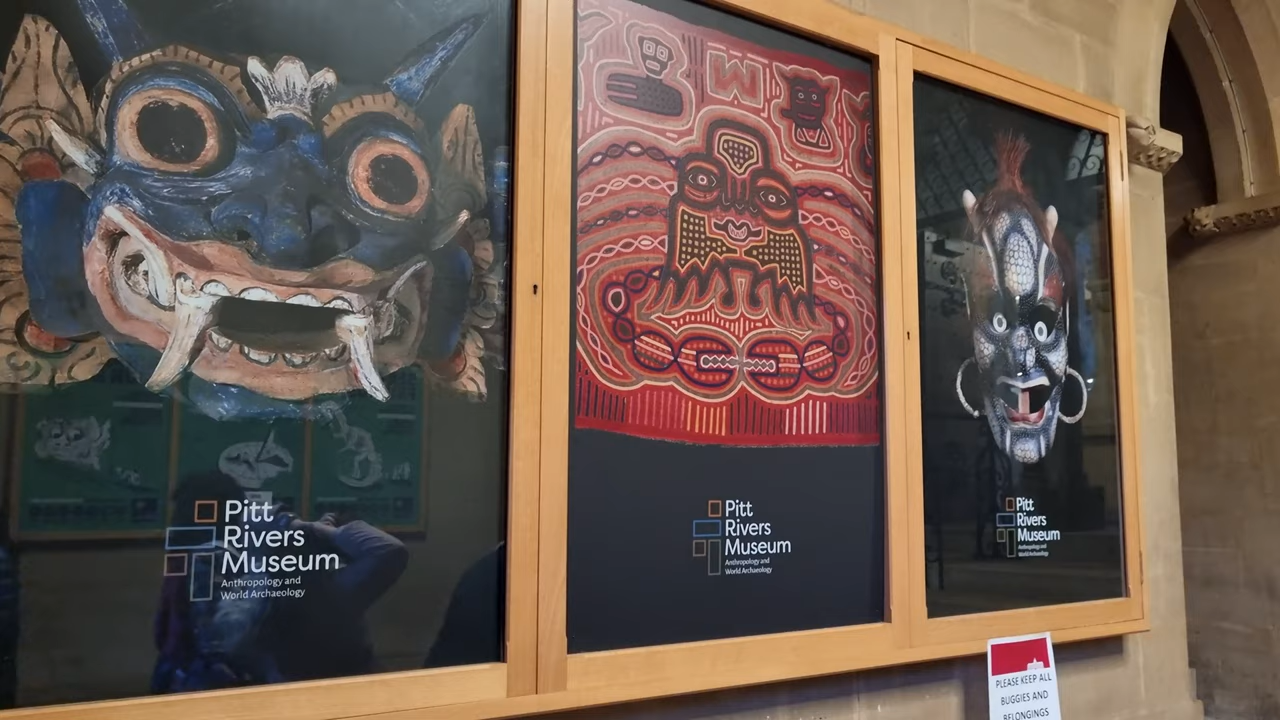 Pitt
Rivers
Museum
Anthropology and
World Archaeology
Pitt
Rivers
Museum
Anthropology and
World Archaeology
Pitt
Rivers
Museum
Anthropology and
World Archaeology
PLEASE KEEP ALL
BUGGIES AND
BELONGINGS